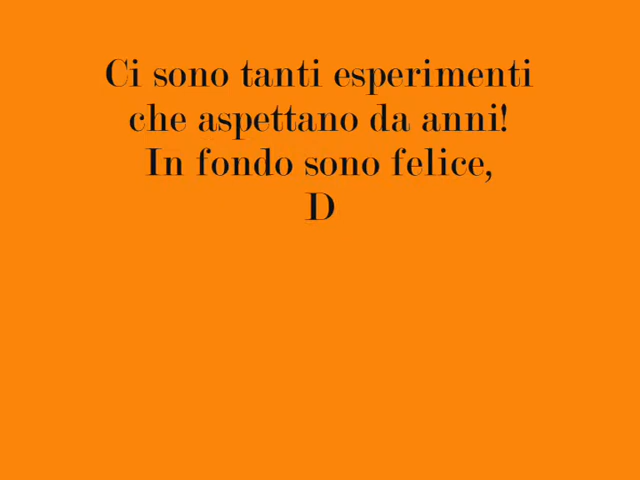 Ci sono tanti esperimenti
che aspettano da anni!
In fondo sono felice,
D